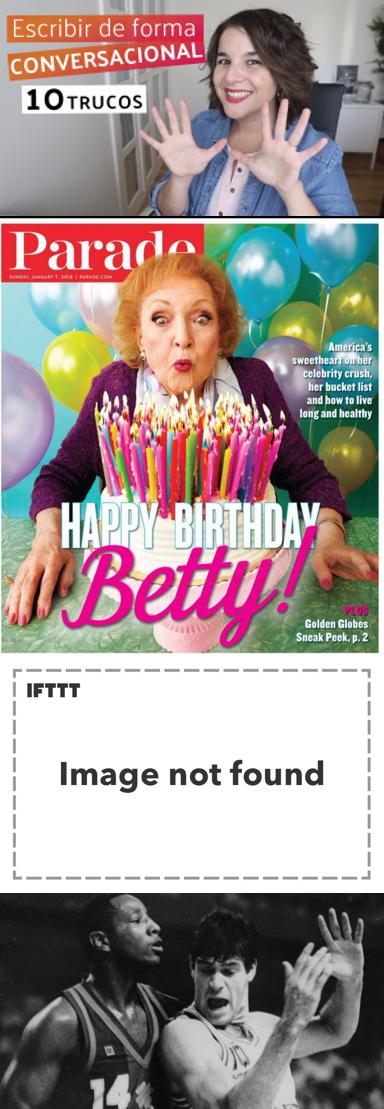 Escribir de forma
CONVERSACIONAL
10 TRUCOS
Parade
SUNDAY, JANUARY 7, 2018 | PARADE.COM
America's
sweetheart on her
celebrity crush,
her bucket list
and how to live
long and healthy
HAPPY BIRTHDAY
Betty!
PLUS
Golden Globes
Sneak Peek, p. 2
IFTTT
Image not found
14